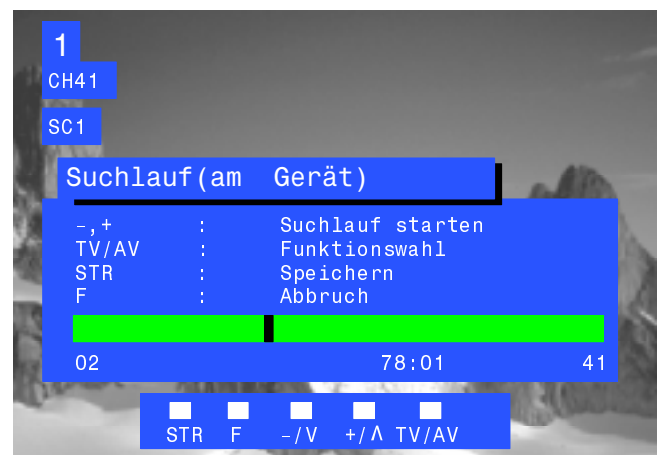 1
CH41
SC1
Suchlauf(am Gerät)
-,+ : Suchlauf starten
TV/AV : Funktionswahl
STR : Speichern
F : Abbruch
02 78:01 41
STR F -/V +/Λ TV/AV